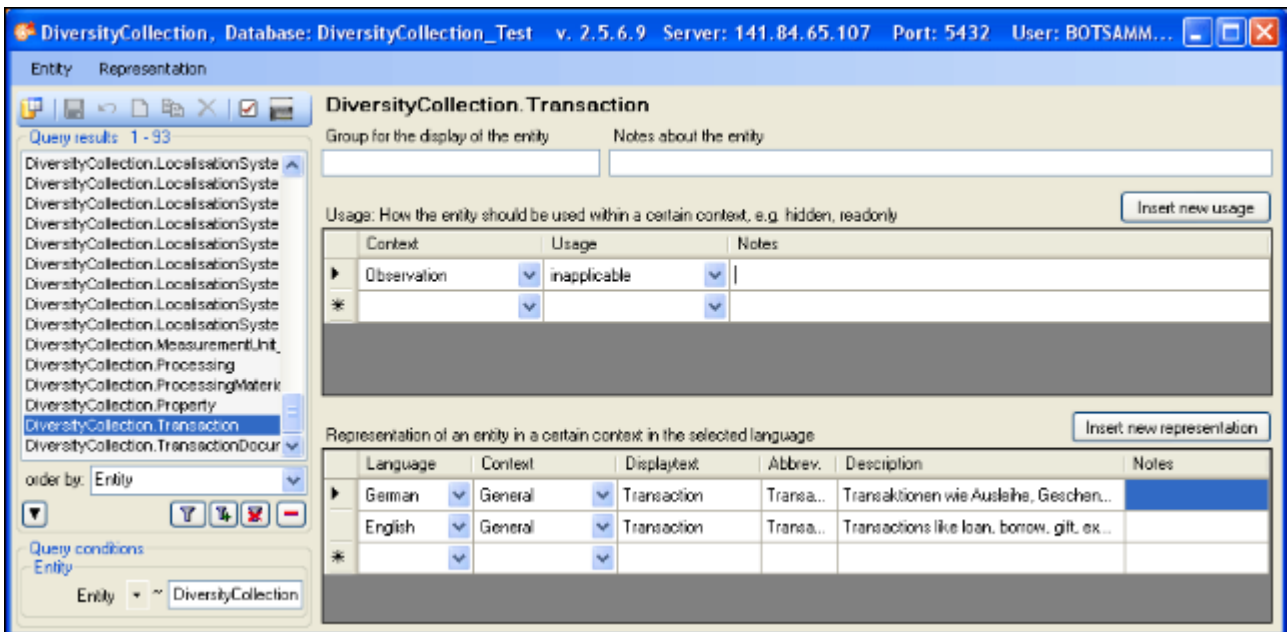 DiversityCollection, Database: DiversityCollection_Test v. 2.5.6.9 Server: 141.84.65.107 Port: 5432 User: BOTSAMM...
Entity Representation
DiversityCollection.Transaction
Query results 1 - 93
Group for the display of the entity Notes about the entity
DiversityCollection.LocalisationSyste
DiversityCollection.LocalisationSyste
DiversityCollection.LocalisationSyste
DiversityCollection.LocalisationSyste
DiversityCollection.LocalisationSyste
DiversityCollection.LocalisationSyste
DiversityCollection.LocalisationSyste
DiversityCollection.LocalisationSyste
DiversityCollection.LocalisationSyste
DiversityCollection.MeasurementUnit_
DiversityCollection.Processing
DiversityCollection.ProcessingMateria
DiversityCollection.Property
DiversityCollection.Transaction
DiversityCollection.TransactionDocur
order by: Entity
Query conditions
Entity
Entity ~ DiversityCollection
Usage: How the entity should be used within a certain context, e.g. hidden, readonly Insert new usage
Context Usage Notes
Observation inapplicable
Representation of an entity in a certain context in the selected language Insert new representation
Language Context Displaytext Abbrev. Description Notes
German General Transaction Transa... Transaktionen wie Ausleihe, Geschen...
English General Transaction Transa... Transactions like loan, borrow, gift, ex...